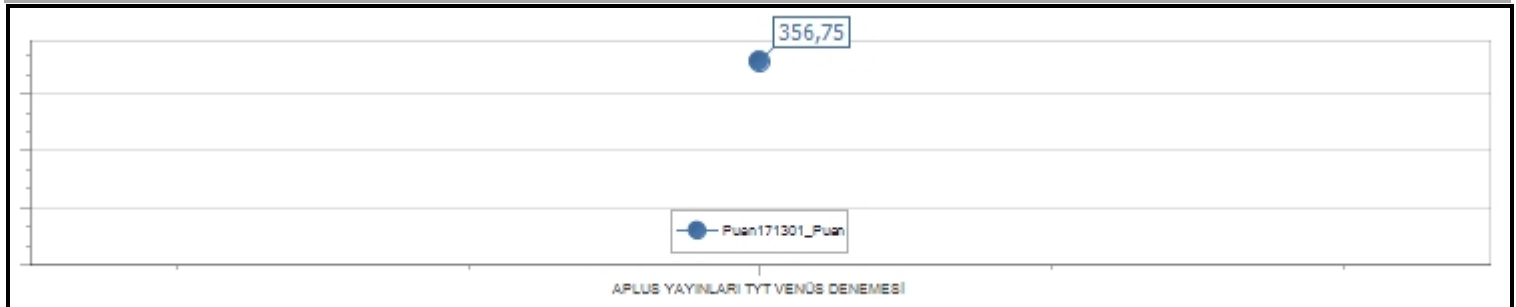 356,75
Puan171301_Puan
APLUS YAYINLARI TYT VENÜS DENEMESİ